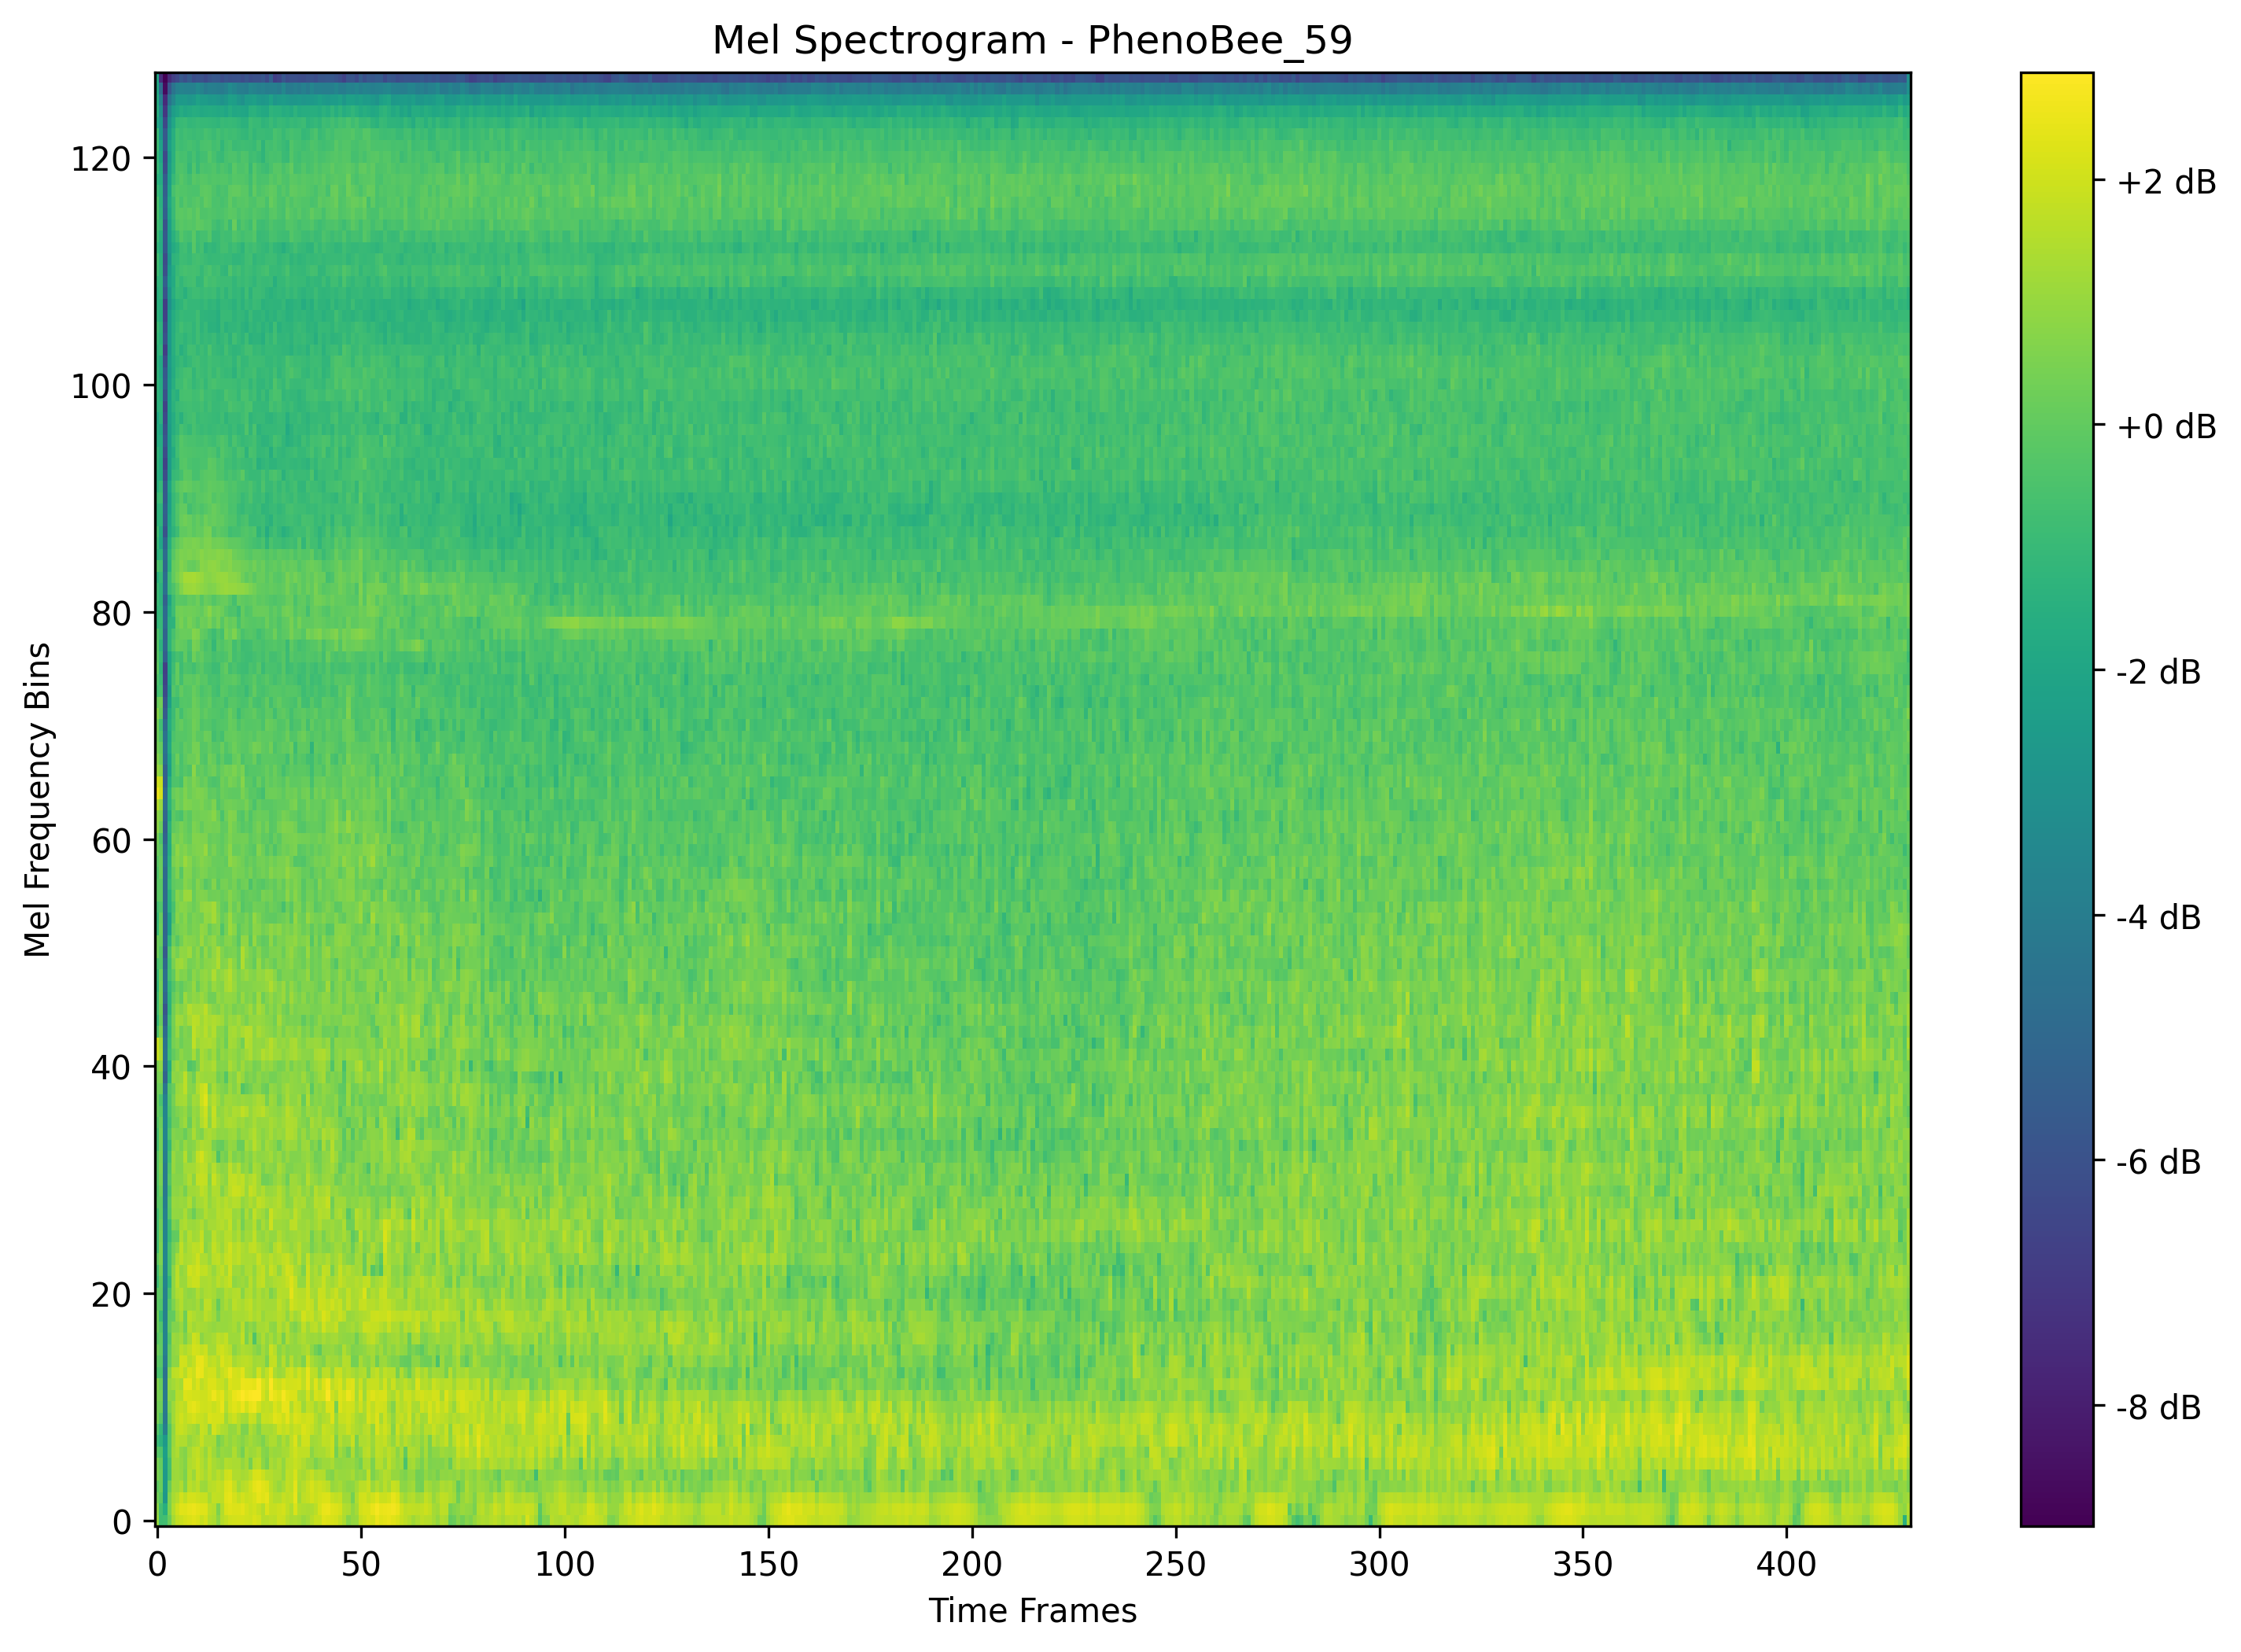 Mel Spectrogram - PhenoBee_59
120
100
80
60
40
20
0
Mel Frequency Bins
0 50 100 150 200 250 300 350 400
Time Frames
+2 dB
+0 dB
-2 dB
-4 dB
-6 dB
-8 dB